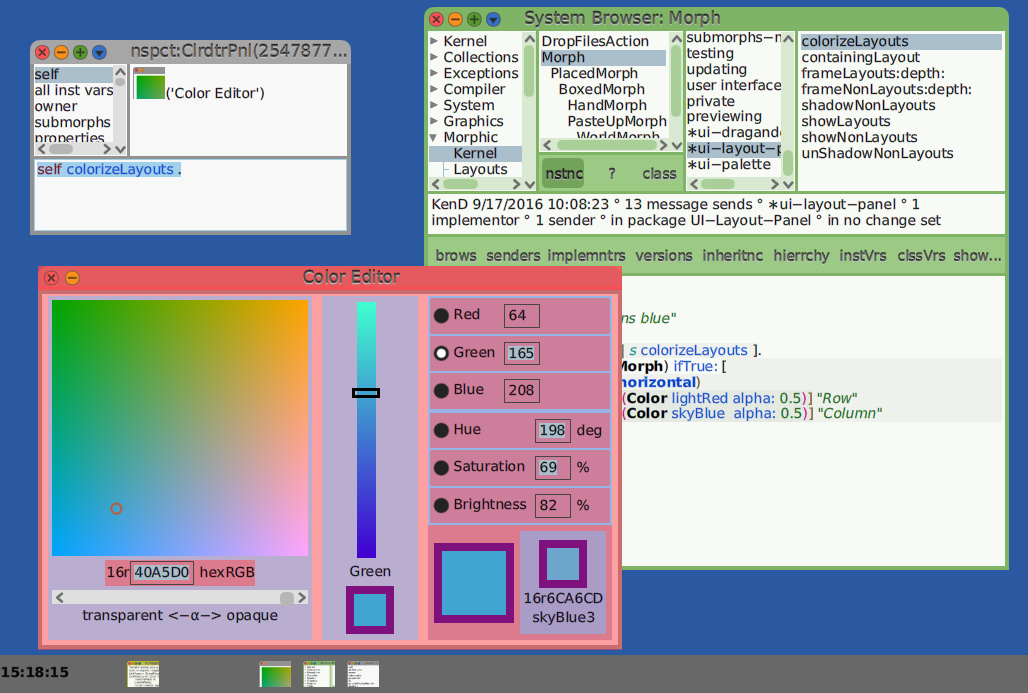 nspct:ClrdtrPnl(2547877...
self
all inst vars
owner
submorphs
properties
('Color Editor')
self colorizeLayouts .
System Browser: Morph
Kernel
Collections
Exceptions
Compiler
System
Graphics
Morphic
Kernel
Layouts
DropFilesAction
Morph
PlacedMorph
BoxedMorph
HandMorph
PasteUpMorph
WorldMorph
nstnc ? class
submorphs-
testing
updating
user interface
private
previewing
*ui-dragand
*ui-layout-p
*ui-palette
colorizeLayouts
containingLayout
frameLayouts:depth:
frameNonLayouts:depth:
shadowNonLayouts
showLayouts
showNonLayouts
unShadowNonLayouts
KenD 9/17/2016 10:08:23 ° 13 message sends ° *ui-layout-panel ° 1
implementor ° 1 sender ° in package UI-Layout-Panel ° in no change set
brows senders implemntrs versions inheritnc hierrchy instVrs clssVrs show...
ns blue"
| s colorizeLayouts ].
Morph) ifTrue: [
horizontal)
(Color lightRed alpha: 0.5)] "Row"
(Color skyBlue alpha: 0.5)] "Column"
Color Editor
Red 64
Green 165
Blue 208
Hue 198 deg
Saturation 69 %
Brightness 82 %
16r 40A5D0 hexRGB
transparent <-α-> opaque
Green
16r6CA6CD
skyBlue3
15:18:15